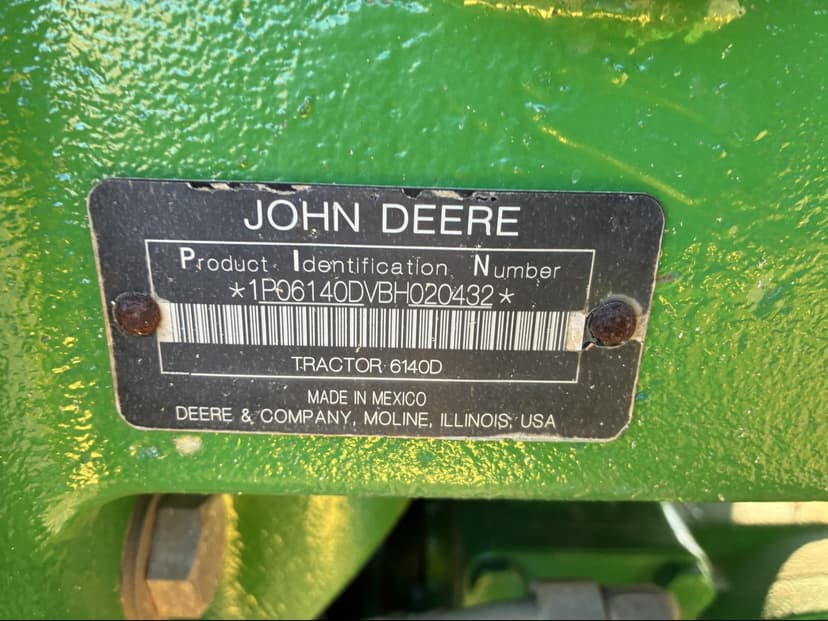 JOHN DEERE
Product Identification Number
*1P06140DVBH020432*
TRACTOR 6140D
MADE IN MEXICO
DEERE & COMPANY, MOLINE, ILLINOIS, USA